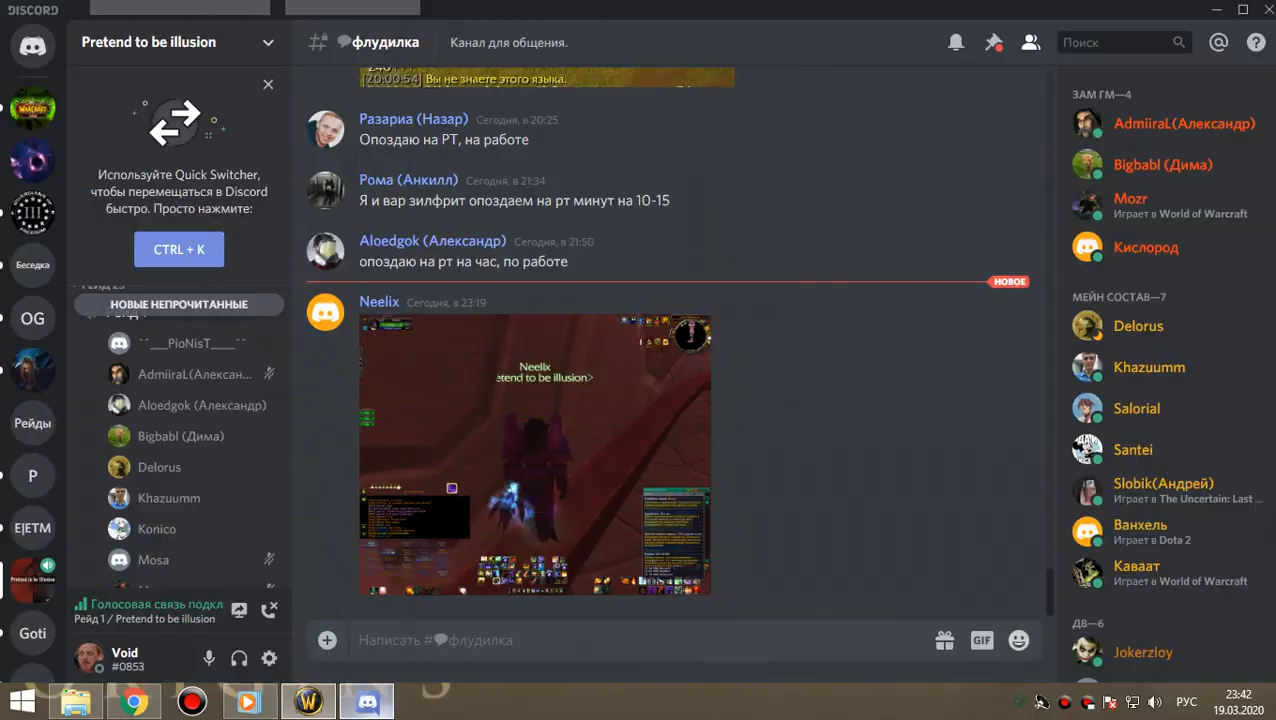 DISCORD
Pretend to be illusion
флудилка
Канал для общения.
Поиск
Используйте Quick Switcher,
чтобы перемещаться в Discord
быстро. Просто нажмите:
CTRL + K
НОВЫЕ НЕПРОЧИТАННЫЕ
Беседка
OG
Рейды
P
E|ETM
Pretend to be Illusion
Goti
``___PioNisT____``
AdmiiraL(Алексан...
Aloedgok (Александр)
Bigbabl (Дима)
Delorus
Khazuumm
Konico
Mosa
Голосовая связь подкл
Рейд 1 / Pretend to be illusion
Void
#0853
[20:00:54] Вы не знаете этого языка.
Разариа (Назар) Сегодня, в 20:25
Опоздаю на РТ, на работе
Рома (Анкилл) Сегодня, в 21:34
Я и вар зилфрит опоздаем на рт минут на 10-15
Aloedgok (Александр) Сегодня, в 21:50
опоздаю на рт на час, по работе
НОВОЕ
Neelix Сегодня, в 23:19
Neelix
etend to be illusion>
Написать #флудилка
GIF
ЗАМ ГМ—4
AdmiiraL(Александр)
Bigbabl (Дима)
Mozr
Играет в World of Warcraft
Кислород
МЕЙН СОСТАВ—7
Delorus
Khazuumm
Salorial
Santei
Slobik(Андрей)
Играет в The Uncertain: Last ...
Ванхель
Играет в Dota 2
Каваат
Играет в World of Warcraft
ДВ—6
Jokerzloy
РУС
23:42
19.03.2020